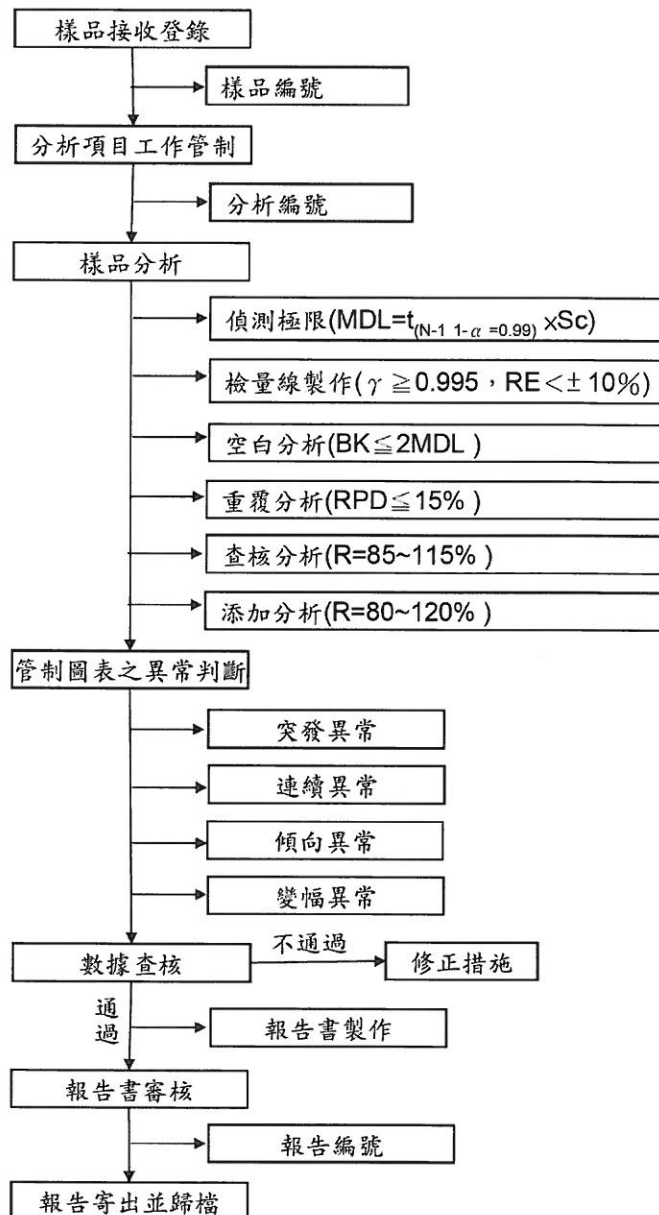 樣品接收登錄
樣品編號
分析項目工作管制
分析編號
樣品分析
偵測極限(MDL=t(N-1 1-α =0.99) ×Sc)
檢量線製作(γ≧0.995，RE<±10%)
空白分析(BK≦2MDL )
重覆分析(RPD≦15% )
查核分析(R=85~115% )
添加分析(R=80~120% )
管制圖表之異常判斷
突發異常
連續異常
傾向異常
變幅異常
數據查核
不通過
修正措施
通過
報告書製作
報告書審核
報告編號
報告寄出並歸檔